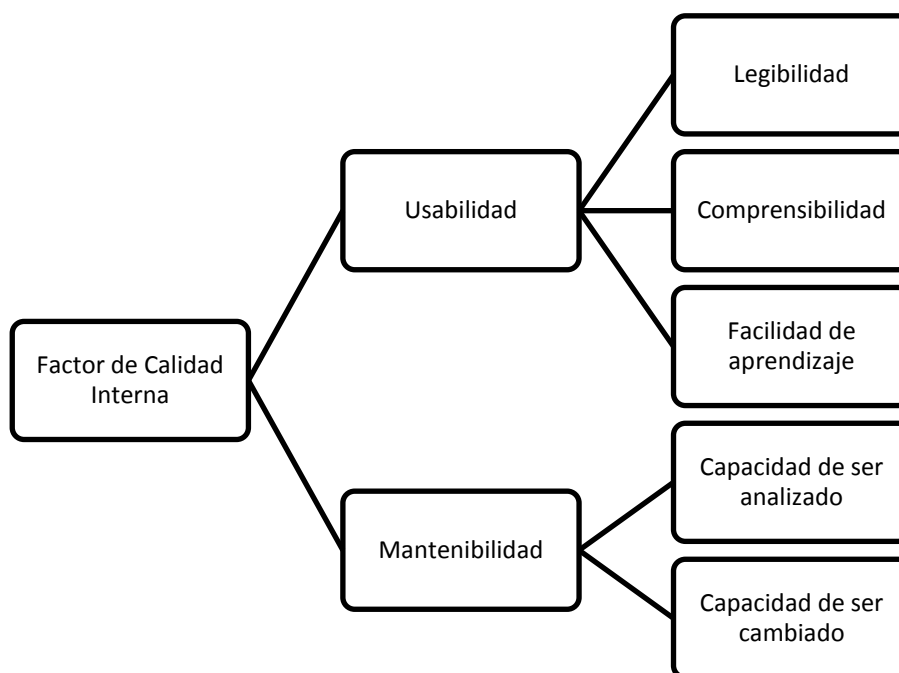 Legibilidad
Usabilidad
Comprensibilidad
Facilidad de
aprendizaje
Factor de Calidad
Interna
Capacidad de ser
analizado
Mantenibilidad
Capacidad de ser
cambiado